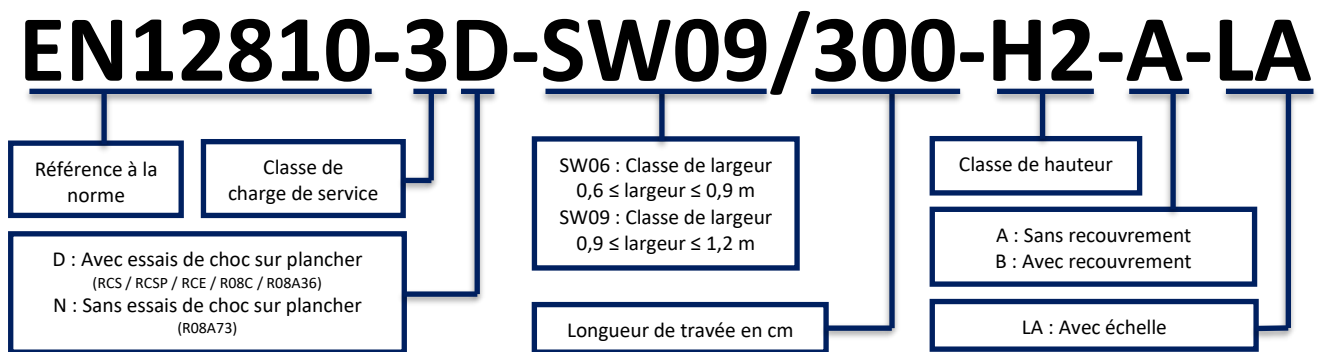 EN12810-3D-SW09/300-H2-A-LA
Référence à la
norme
Classe de
charge de service
SW06 : Classe de largeur
0,6 ≤ largeur ≤ 0,9 m
SW09 : Classe de largeur
0,9 ≤ largeur ≤ 1,2 m
Classe de hauteur
D : Avec essais de choc sur plancher
(RCS / RCSP / RCE / R08C / R08A36)
N : Sans essais de choc sur plancher
(R08A73)
A : Sans recouvrement
B : Avec recouvrement
Longueur de travée en cm
LA : Avec échelle